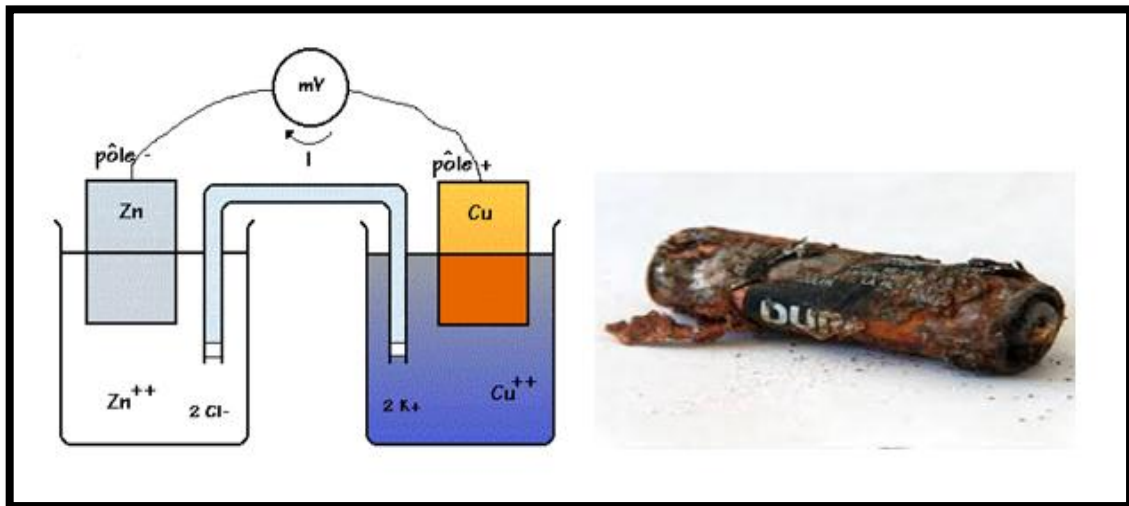 mV
I
pôle -
pôle +
Zn
Cu
Zn++
2 Cl-
2 K+
Cu++
DUR